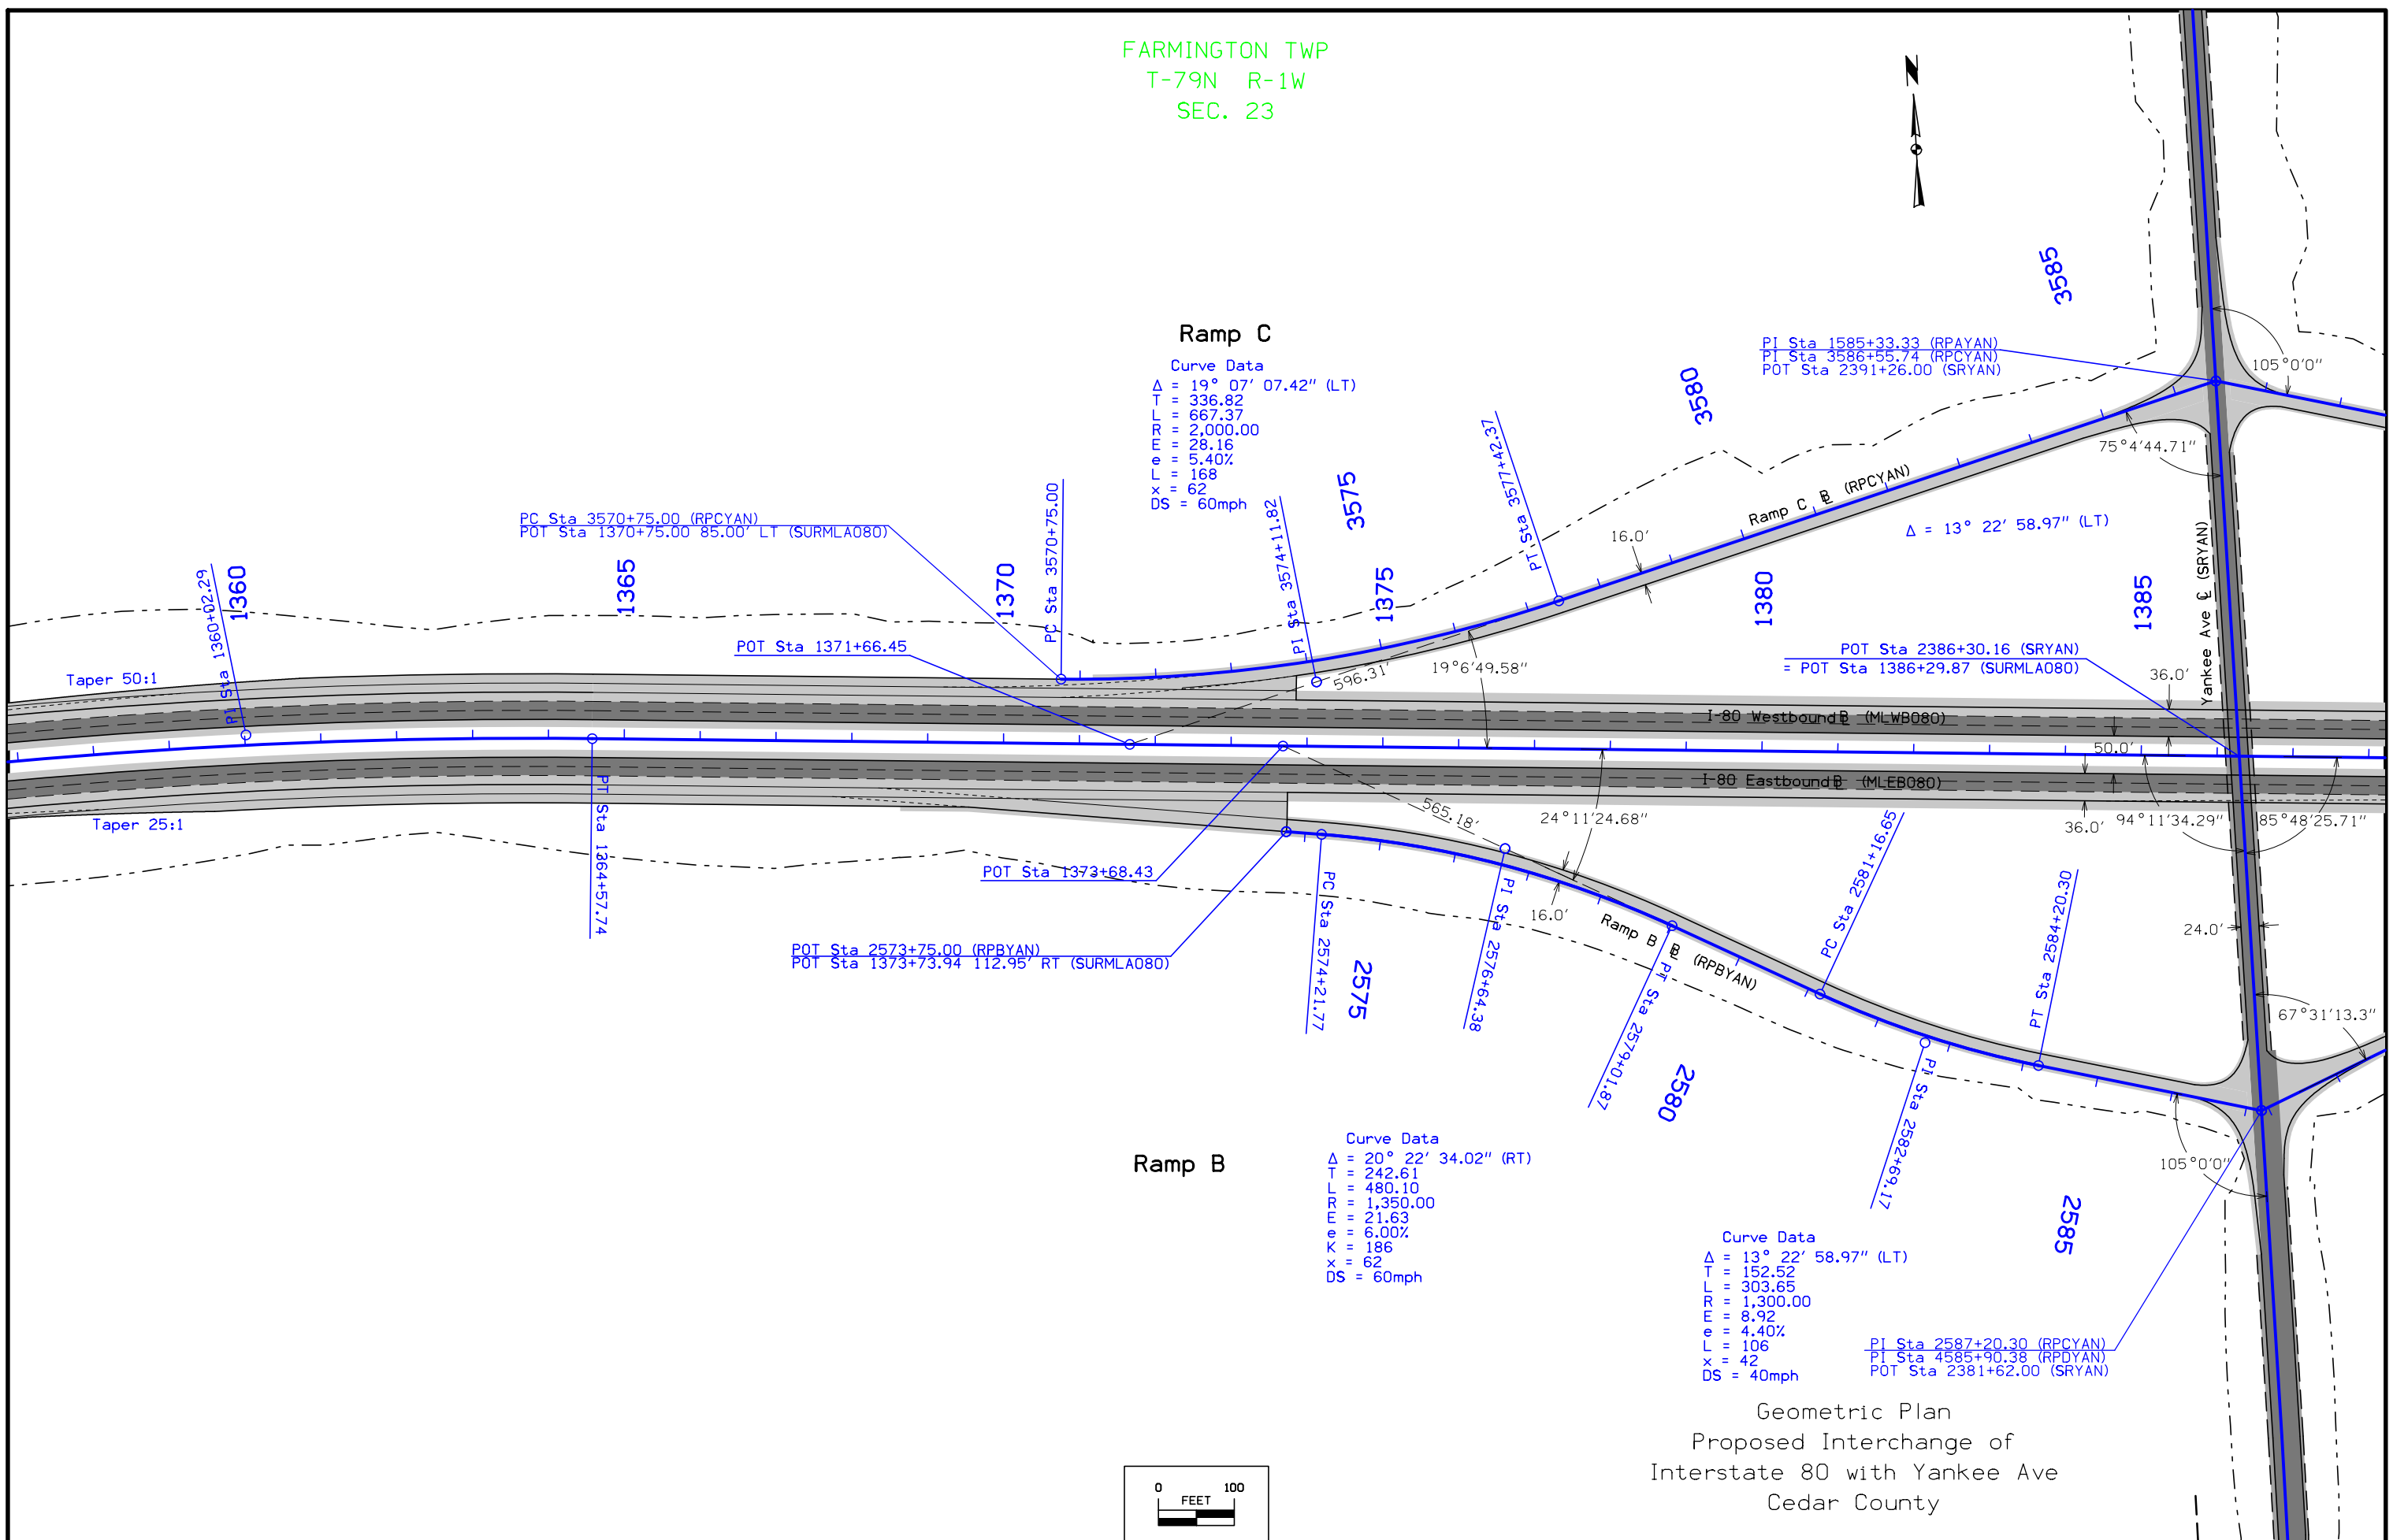 FARMINGTON TWP
T-79N R-1W
SEC. 23
N
Ramp C
Curve Data
Δ = 19° 07' 07.42" (LT)
T = 336.82
L = 667.37
R = 2,000.00
E = 28.16
e = 5.40%
L = 168
x = 62
DS = 60mph
3585
PI Sta 1585+33.33 (RPAYAN)
PI Sta 3586+55.74 (RPCYAN)
POT Sta 2391+26.00 (SRYAN)
105°0'0"
3580
75°4'44.71"
PT Sta 3577+42.37
3575
PI Sta 3574+11.82
PC Sta 3570+75.00
PC Sta 3570+75.00 (RPCYAN)
POT Sta 1370+75.00 85.00' LT (SURMLA080)
Ramp C ℄ (RPCYAN)
Δ = 13° 22' 58.97" (LT)
16.0'
Yankee Ave ℄ (SRYAN)
PI Sta 1360+02.29
1360
1365
1370
1375
1380
1385
POT Sta 1371+66.45
POT Sta 2386+30.16 (SRYAN)
= POT Sta 1386+29.87 (SURMLA080)
Taper 50:1
596.31'
19°6'49.58"
36.0'
I-80 Westbound (MLWB080)
50.0'
I-80 Eastbound (MLEB080)
Taper 25:1
PT Sta 1364+57.74
565.18'
24°11'24.68"
36.0'
94°11'34.29"
85°48'25.71"
POT Sta 1373+68.43
PC Sta 2574+21.77
PI Sta 2576+64.38
16.0'
Ramp B (RPBYAN)
PC Sta 2581+16.65
PT Sta 2584+20.30
24.0'
POT Sta 2573+75.00 (RPBYAN)
POT Sta 1373+73.94 112.95' RT (SURMLA080)
2575
PT Sta 2579+01.87
2580
PI Sta 2582+69.17
67°31'13.3"
105°0'0"
2585
Ramp B
Curve Data
Δ = 20° 22' 34.02" (RT)
T = 242.61
L = 480.10
R = 1,350.00
E = 21.63
e = 6.00%
K = 186
x = 62
DS = 60mph
Curve Data
Δ = 13° 22' 58.97" (LT)
T = 152.52
L = 303.65
R = 1,300.00
E = 8.92
e = 4.40%
L = 106
x = 42
DS = 40mph
PI Sta 2587+20.30 (RPCYAN)
PI Sta 4585+90.38 (RPDYAN)
POT Sta 2381+62.00 (SRYAN)
Geometric Plan
Proposed Interchange of
Interstate 80 with Yankee Ave
Cedar County
0 100
FEET